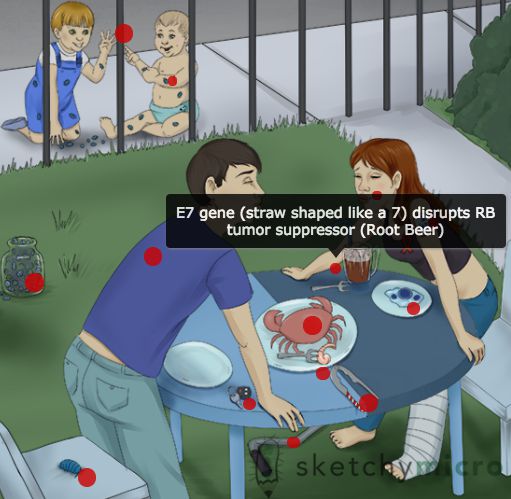 E7 gene (straw shaped like a 7) disrupts RB
tumor suppressor (Root Beer)
sketchymicro